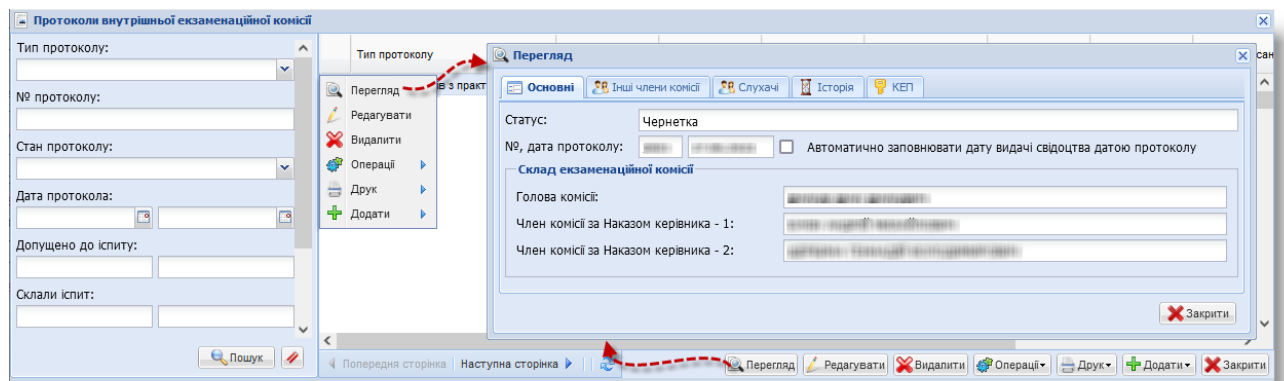 Протоколи внутрішньої екзаменаційної комісії
Тип протоколу:
№ протоколу:
Стан протоколу:
Дата протокола:
Допущено до іспиту:
Склали іспит:
Пошук
Тип протоколу
сан
в з практ
Перегляд
Редагувати
Видалити
Операції
Друк
Додати
Перегляд
Основні Інші члени комісії Слухачі Історія КЕП
Статус: Чернетка
№, дата протоколу: Автоматично заповнювати дату видачі свідоцтва датою протоколу
Склад екзаменаційної комісії
Голова комісії:
Член комісії за Наказом керівника - 1:
Член комісії за Наказом керівника - 2:
Закрити
Попередня сторінка Наступна сторінка Перегляд Редагувати Видалити Операції Друк Додати Закрити